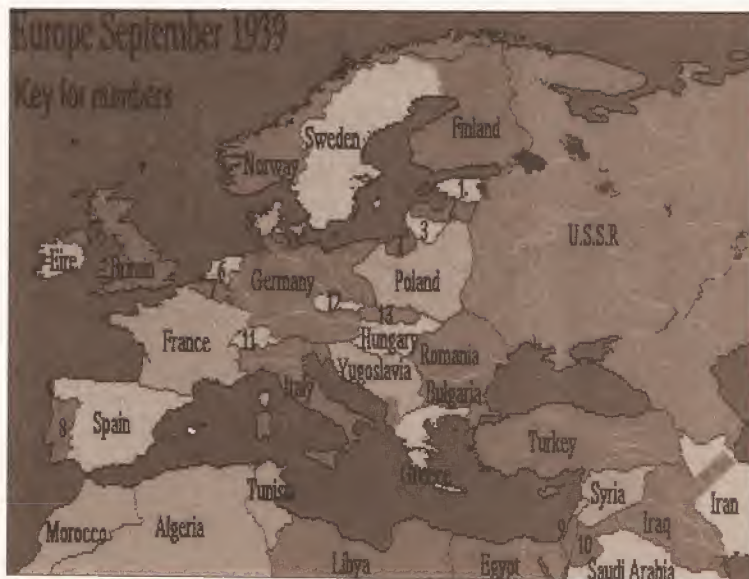 Europe September 1939
Key for numbers
Sweden
Finland
Norway
1
3
U.S.S.R
Eire
Britain
6
7
Germany
Poland
12
13
France
11
Hungary
Romania
Yugoslavia
Italy
Bulgaria
8
Spain
Turkey
Greece
Tunisia
Syria
Iran
Morocco
Algeria
9
10
Iraq
Libya
Egypt
Saudi Arabia